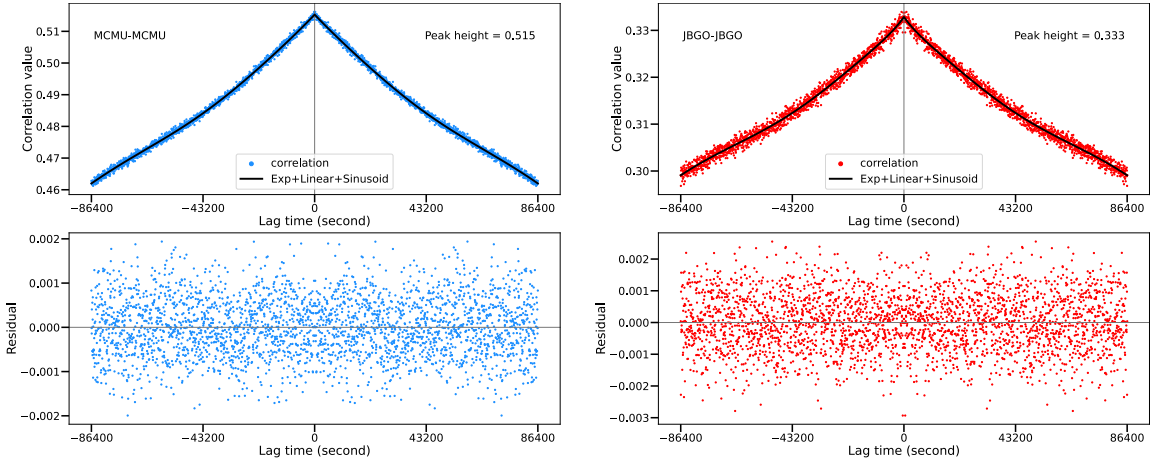 MCMU-MCMU
Peak height = 0.515
Correlation value
0.51
0.50
0.49
0.48
0.47
0.46
correlation
Exp+Linear+Sinusoid
−86400 −43200 0 43200 86400
Lag time (second)
JBGO-JBGO
Peak height = 0.333
Correlation value
0.33
0.32
0.31
0.30
correlation
Exp+Linear+Sinusoid
−86400 −43200 0 43200 86400
Lag time (second)
Residual
0.002
0.001
0.000
−0.001
−0.002
−86400 −43200 0 43200 86400
Lag time (second)
Residual
0.002
0.001
0.000
−0.001
−0.002
−0.003
−86400 −43200 0 43200 86400
Lag time (second)